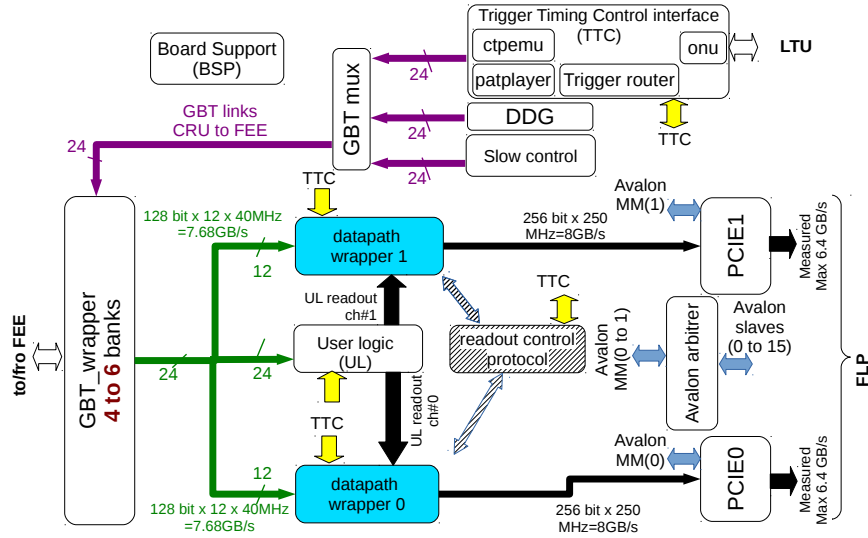 Trigger Timing Control interface
(TTC)
ctpemu
onu
patplayer
Trigger router
LTU
TTC
Board Support
(BSP)
GBT mux
24
24
24
DDG
Slow control
GBT links
CRU to FEE
24
TTC
128 bit x 12 x 40MHz
=7.68GB/s
12
datapath
wrapper 1
256 bit x 250
MHz=8GB/s
Avalon
MM(1)
PCIE1
Measured
Max 6.4 GB/s
UL readout
ch#1
TTC
to/fro FEE
GBT_wrapper
4 to 6 banks
24
24
User logic
(UL)
readout control
protocol
Avalon
MM(0 to 1)
Avalon arbitrer
Avalon
slaves
(0 to 15)
FLP
UL readout
ch#0
TTC
12
128 bit x 12 x 40MHz
=7.68GB/s
datapath
wrapper 0
256 bit x 250
MHz=8GB/s
Avalon
MM(0)
PCIE0
Measured
Max 6.4 GB/s